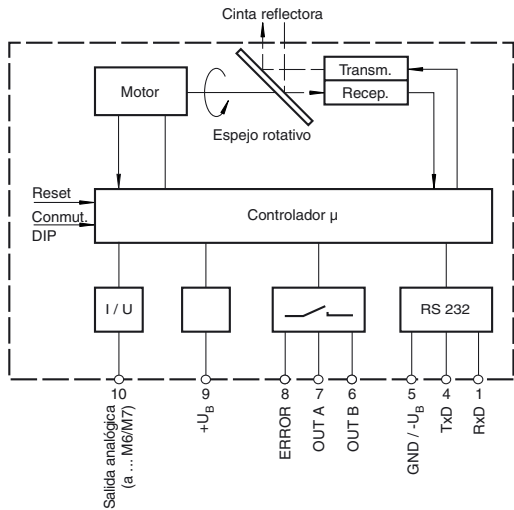 Cinta reflectora
Transm.
Motor
Recep.
Espejo rotativo
Reset
Controlador µ
Conmut.
DIP
I / U
RS 232
10
9
8
7
6
5
4
1
Salida analógica
(a ... M6/M7)
+UB
ERROR
OUT A
OUT B
GND / -UB
TxD
RxD